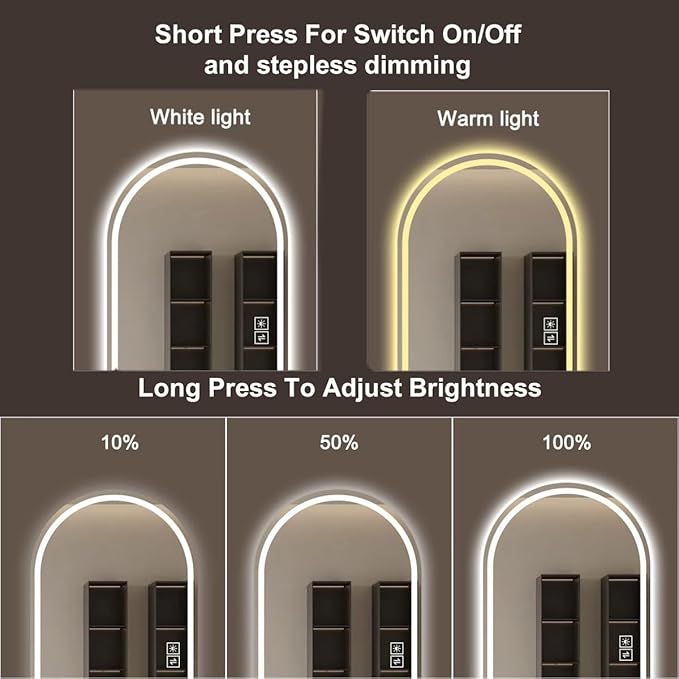 Short Press For Switch On/Off
and stepless dimming
White light
Warm light
Long Press To Adjust Brightness
10%
50%
100%